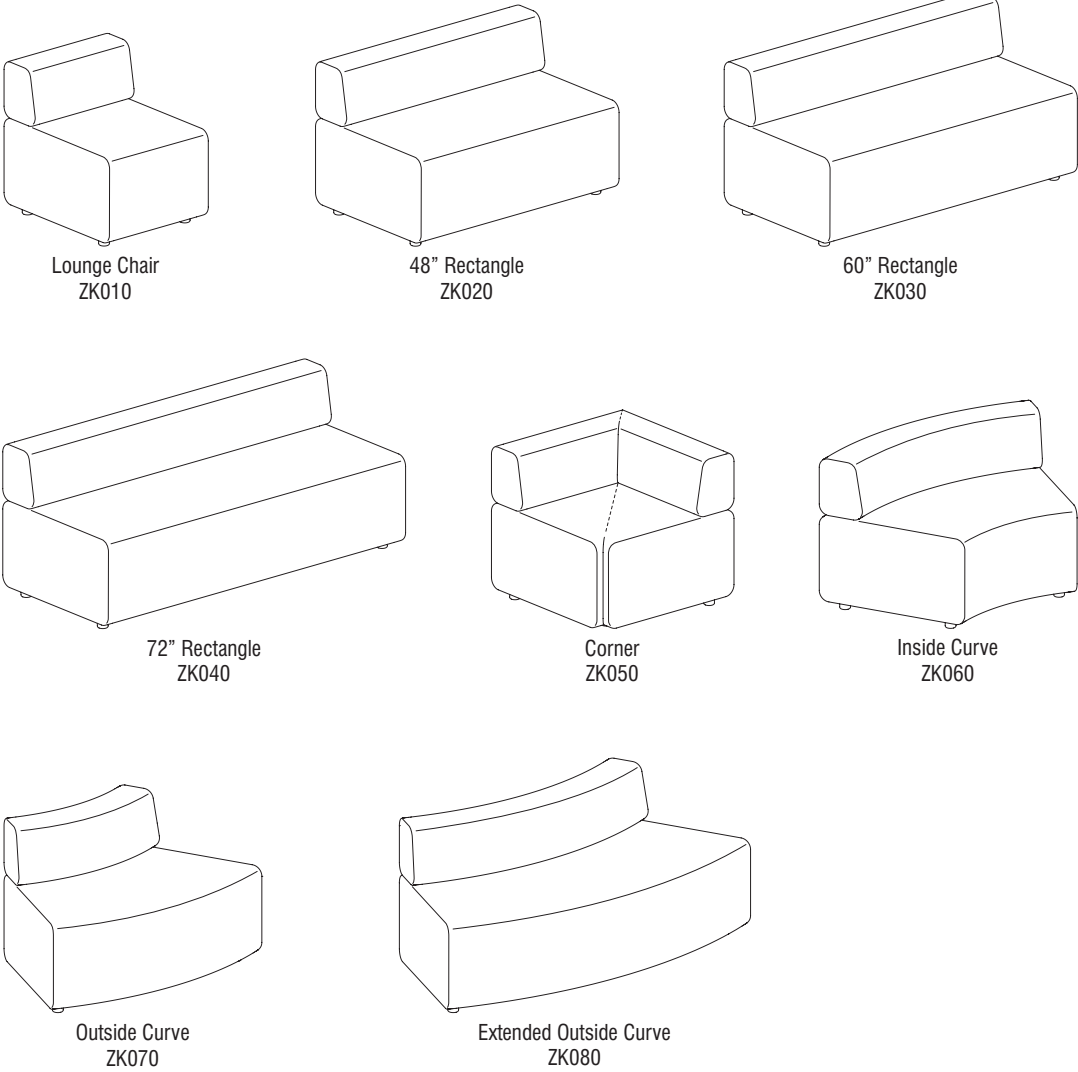 Lounge Chair
ZK010
48” Rectangle
ZK020
60” Rectangle
ZK030
72” Rectangle
ZK040
Corner
ZK050
Inside Curve
ZK060
Outside Curve
ZK070
Extended Outside Curve
ZK080